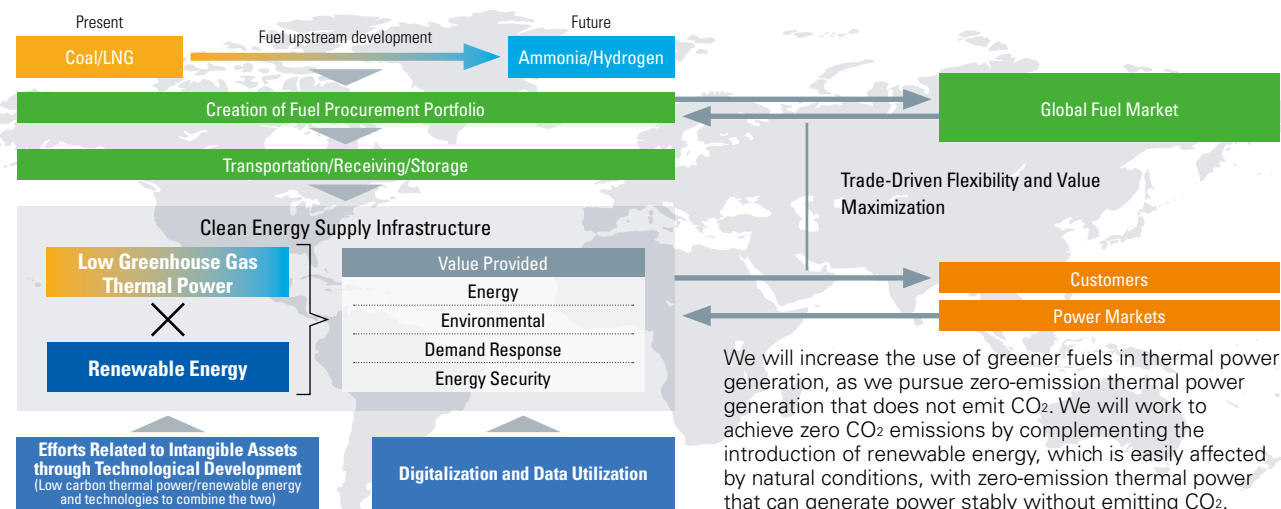 Present
Fuel upstream development
Future
Coal/LNG
Ammonia/Hydrogen
Creation of Fuel Procurement Portfolio
Global Fuel Market
Transportation/Receiving/Storage
Trade-Driven Flexibility and Value
Maximization
Clean Energy Supply Infrastructure
Low Greenhouse Gas
Thermal Power
Renewable Energy
Value Provided
Energy
Environmental
Demand Response
Energy Security
Customers
Power Markets
Efforts Related to Intangible Assets
through Technological Development
(Low carbon thermal power/renewable energy
and technologies to combine the two)
Digitalization and Data Utilization
We will increase the use of greener fuels in thermal power
generation, as we pursue zero-emission thermal power
generation that does not emit CO₂. We will work to
achieve zero CO₂ emissions by complementing the
introduction of renewable energy, which is easily affected
by natural conditions, with zero-emission thermal power
that can generate power stably without emitting CO₂.